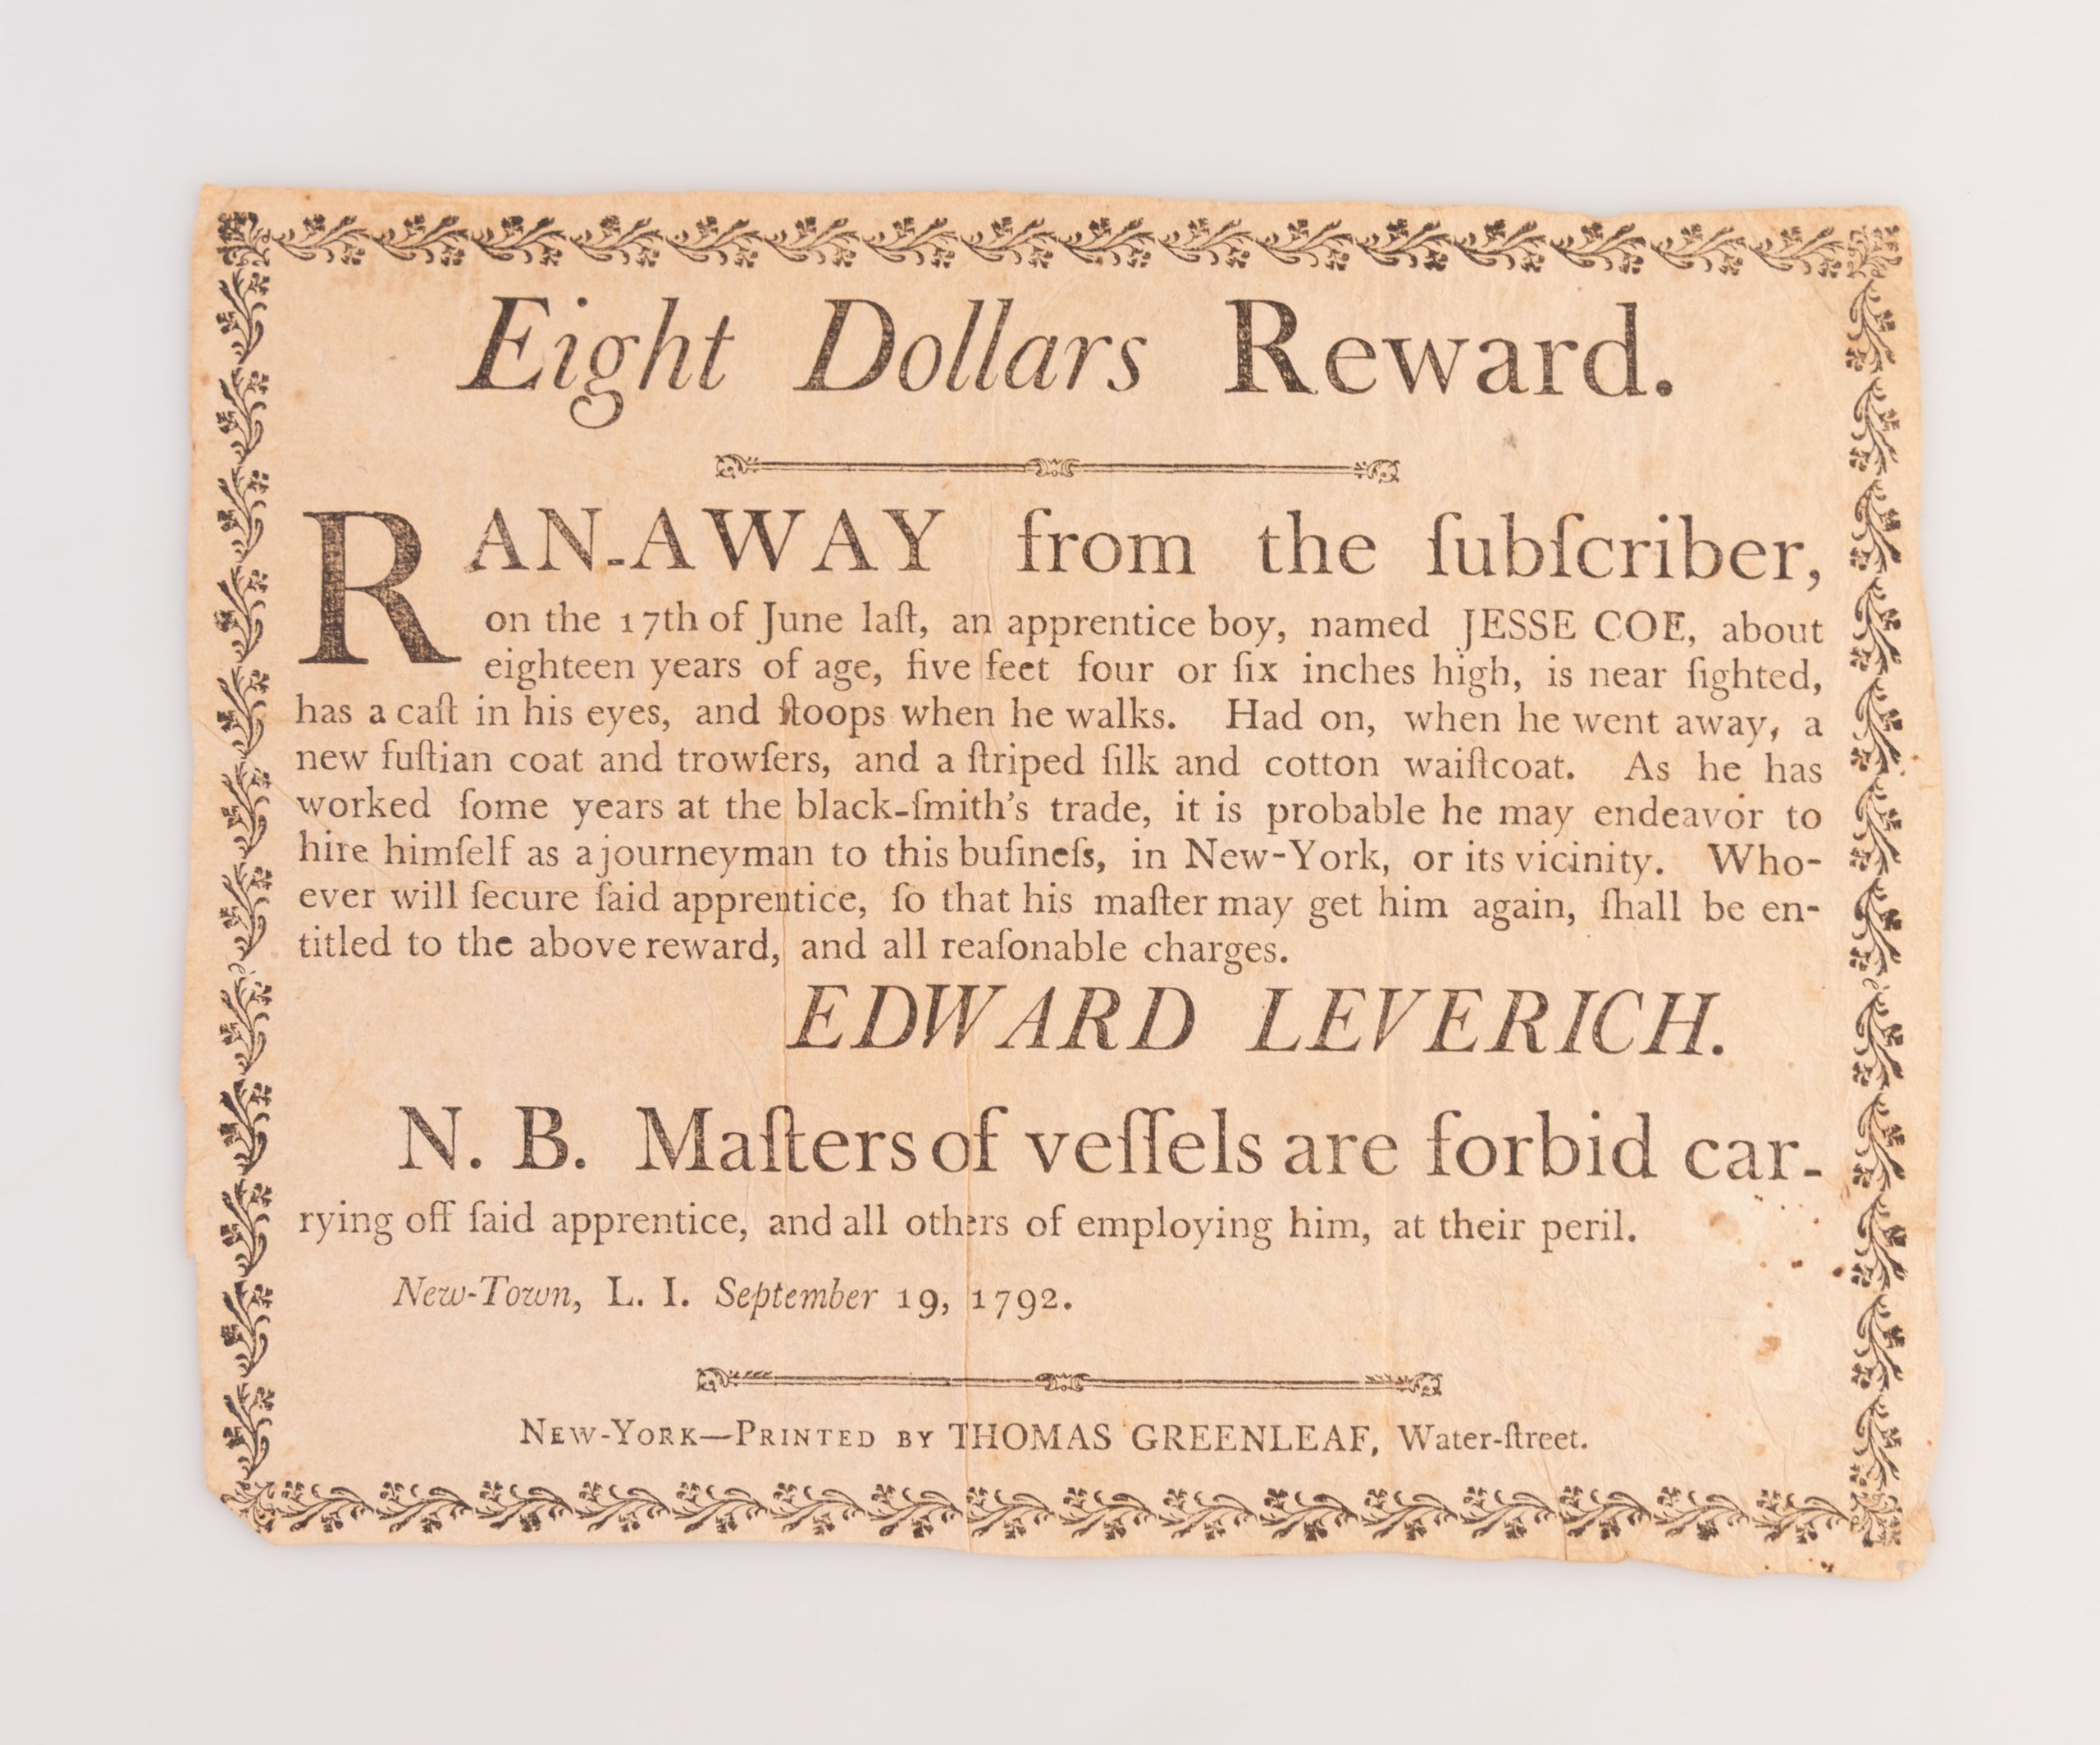 Eight Dollars Reward.
RAN-AWAY from the ſubſcriber,
on the 17th of June laſt, an apprentice boy, named JESSE COE, about
eighteen years of age, five feet four or ſix inches high, is near ſighted,
has a caſt in his eyes, and ſtoops when he walks. Had on, when he went away, a
new fuſtian coat and trowſers, and a ſtriped ſilk and cotton waiſtcoat. As he has
worked ſome years at the black-ſmith's trade, it is probable he may endeavor to
hire himſelf as a journeyman to this buſineſs, in New-York, or its vicinity. Who-
ever will ſecure ſaid apprentice, ſo that his maſter may get him again, ſhall be en-
titled to the above reward, and all reaſonable charges.
EDWARD LEVERICH.
N. B. Maſters of veſſels are forbid car-
rying off ſaid apprentice, and all others of employing him, at their peril.
New-Town, L. I. September 19, 1792.
NEW-YORK—PRINTED BY THOMAS GREENLEAF, Water-ſtreet.